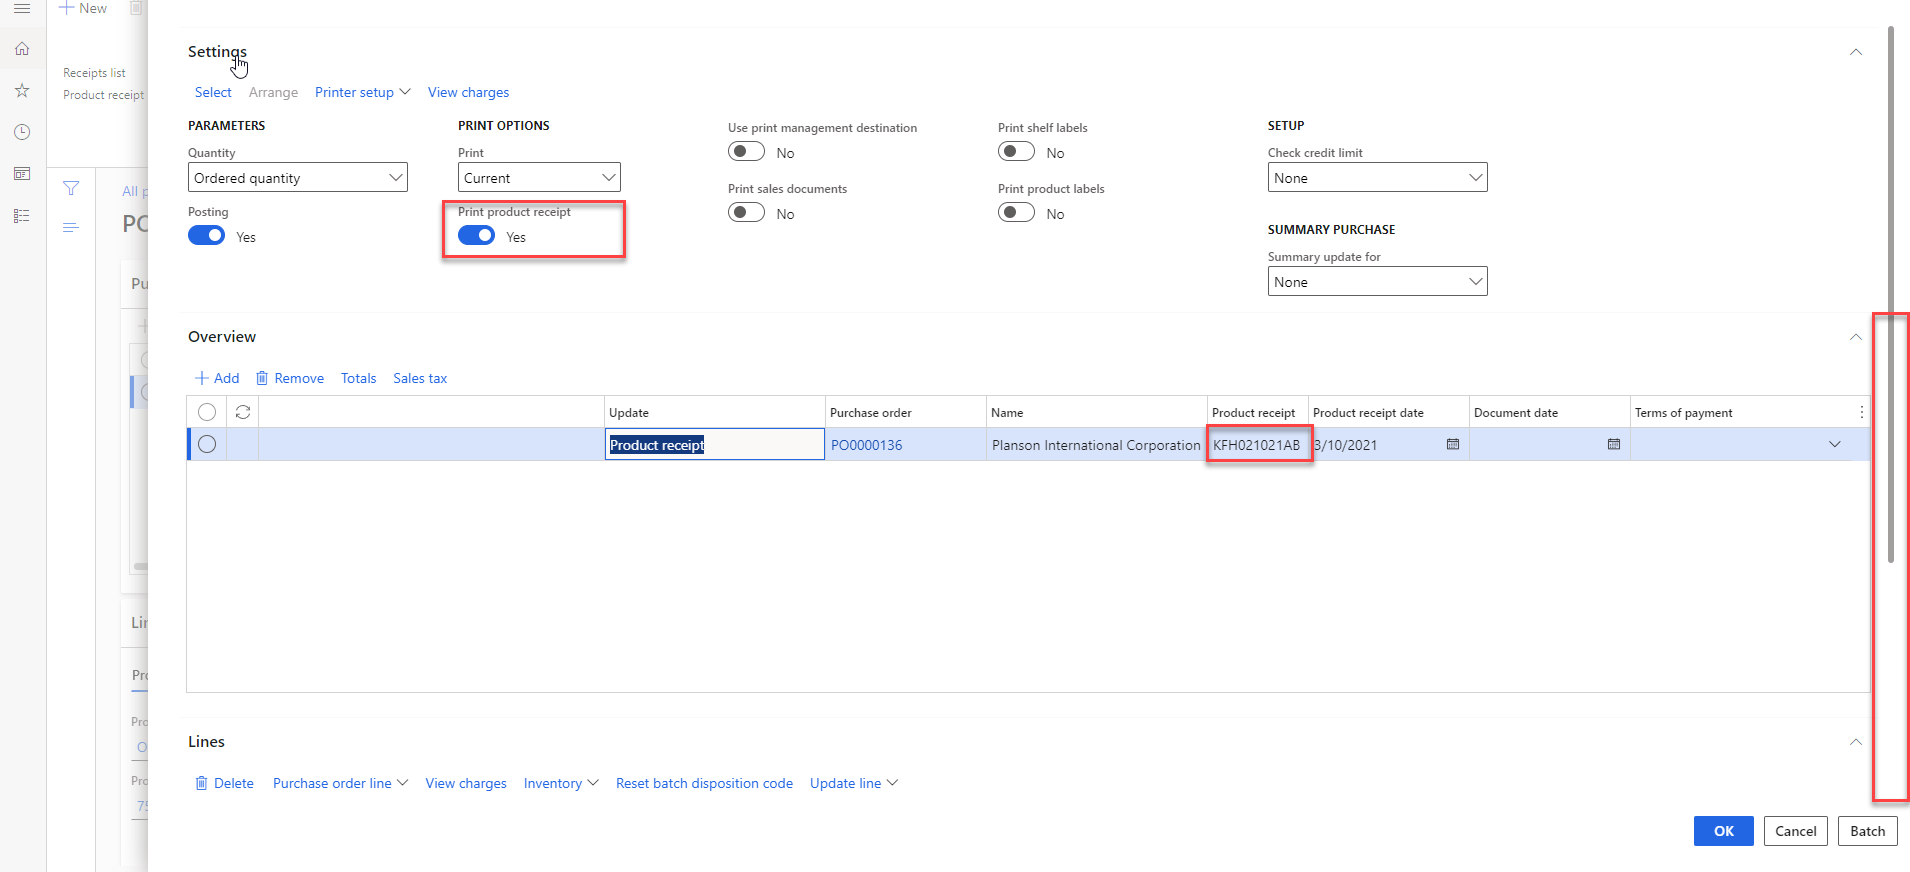 New
Receipts list
Product receipt
All p
PO
Pu
Lin
Pro
Pro
O
Pro
75
Settings
Select Arrange Printer setup View charges
PARAMETERS
Quantity
Ordered quantity
Posting
Yes
PRINT OPTIONS
Print
Current
Print product receipt
Yes
Use print management destination
No
Print sales documents
No
Print shelf labels
No
Print product labels
No
SETUP
Check credit limit
None
SUMMARY PURCHASE
Summary update for
None
Overview
Add Remove Totals Sales tax
Update Purchase order Name Product receipt Product receipt date Document date Terms of payment
Product receipt PO0000136 Planson International Corporation KFH021021AB 3/10/2021
Lines
Delete Purchase order line View charges Inventory Reset batch disposition code Update line
OK Cancel Batch